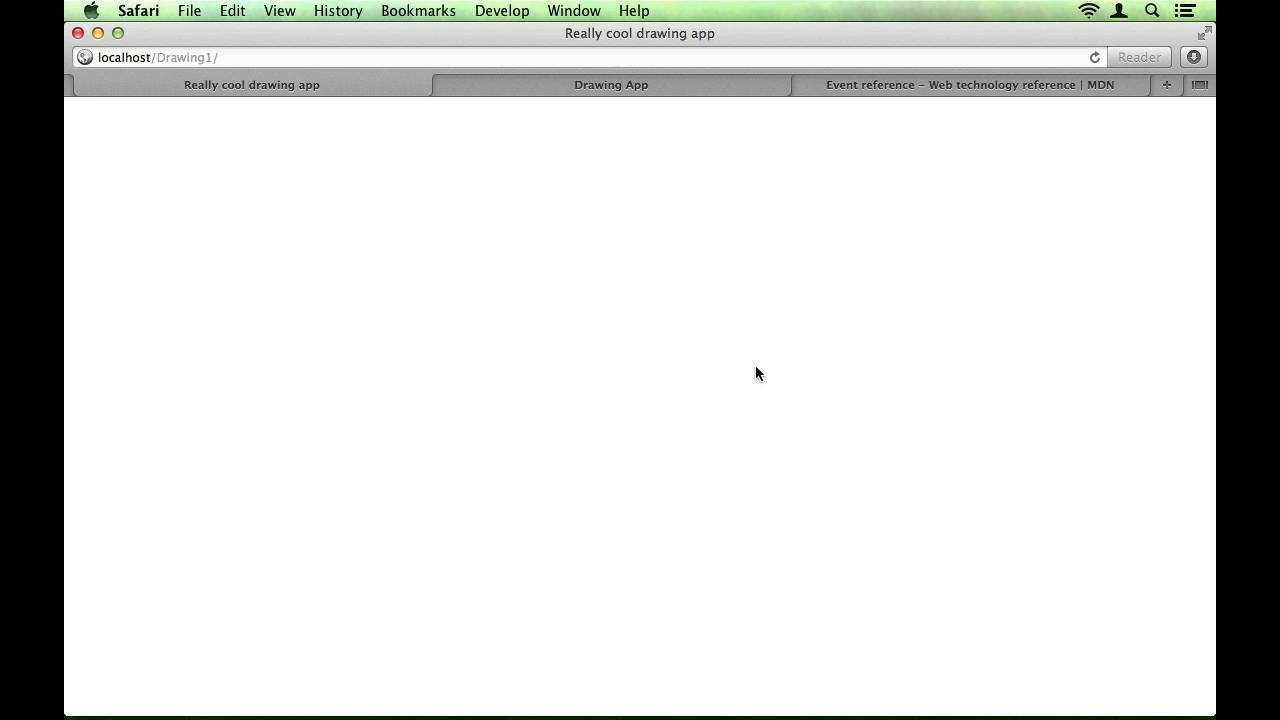 Safari File Edit View History Bookmarks Develop Window Help
Really cool drawing app
localhost/Drawing1/ Reader
Really cool drawing app Drawing App Event reference – Web technology reference | MDN +